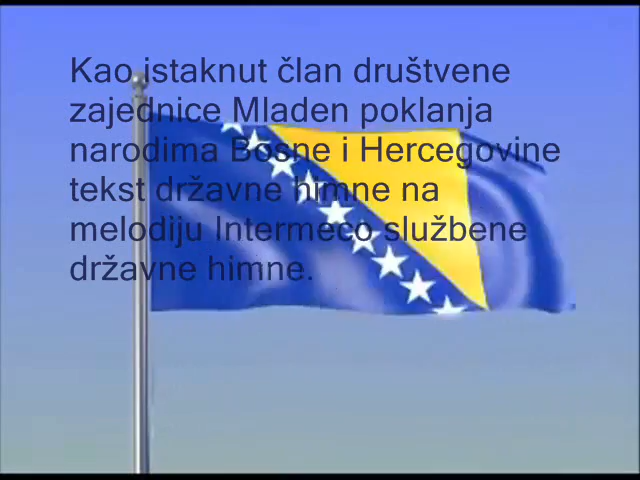 Kao istaknut član društvene
zajednice Mladen poklanja
narodima Bosne i Hercegovine
tekst državne himne na
melodiju Intermeco službene
državne himne.